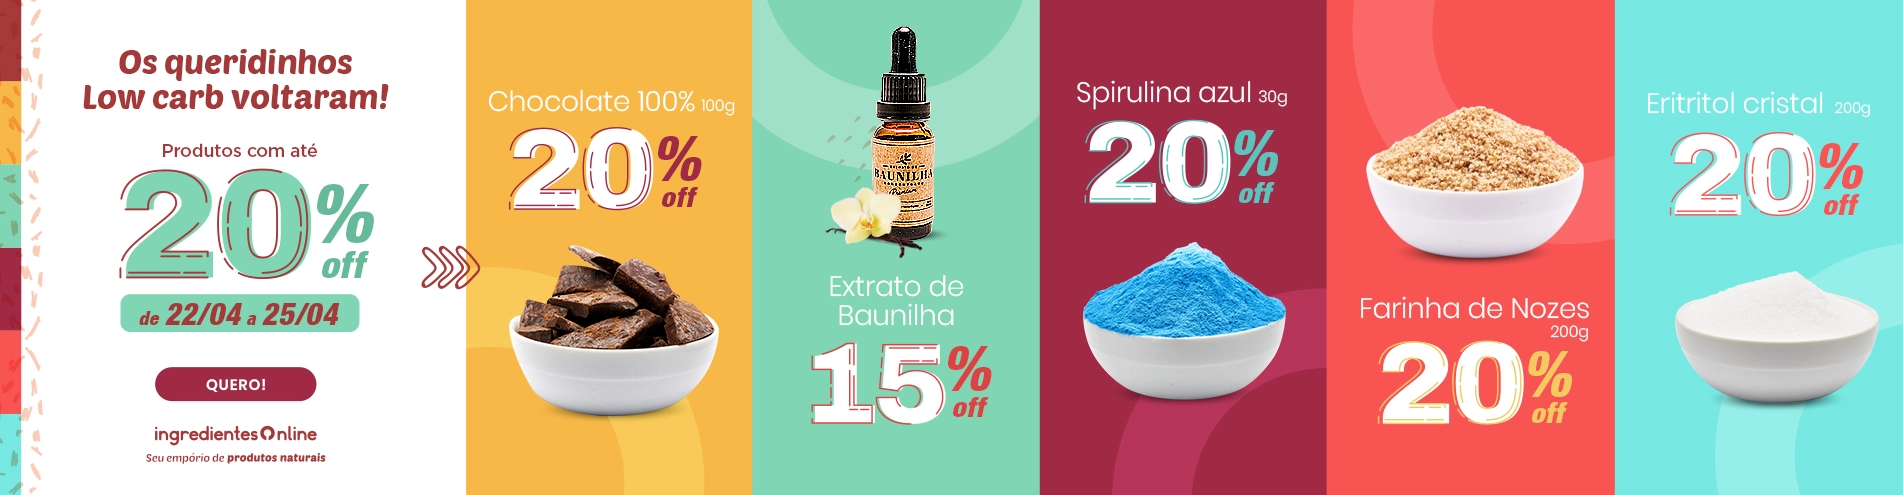 Os queridinhos
Low carb voltaram!
Produtos com até
20% off
de 22/04 a 25/04
QUERO!
ingredientesOnline
Seu empório de produtos naturais
Chocolate 100% 100g
20% off
BAUNILHA
Premium
Extrato de
Baunilha
15% off
Spirulina azul 30g
20% off
Farinha de Nozes
200g
20% off
Eritritol cristal 200g
20% off